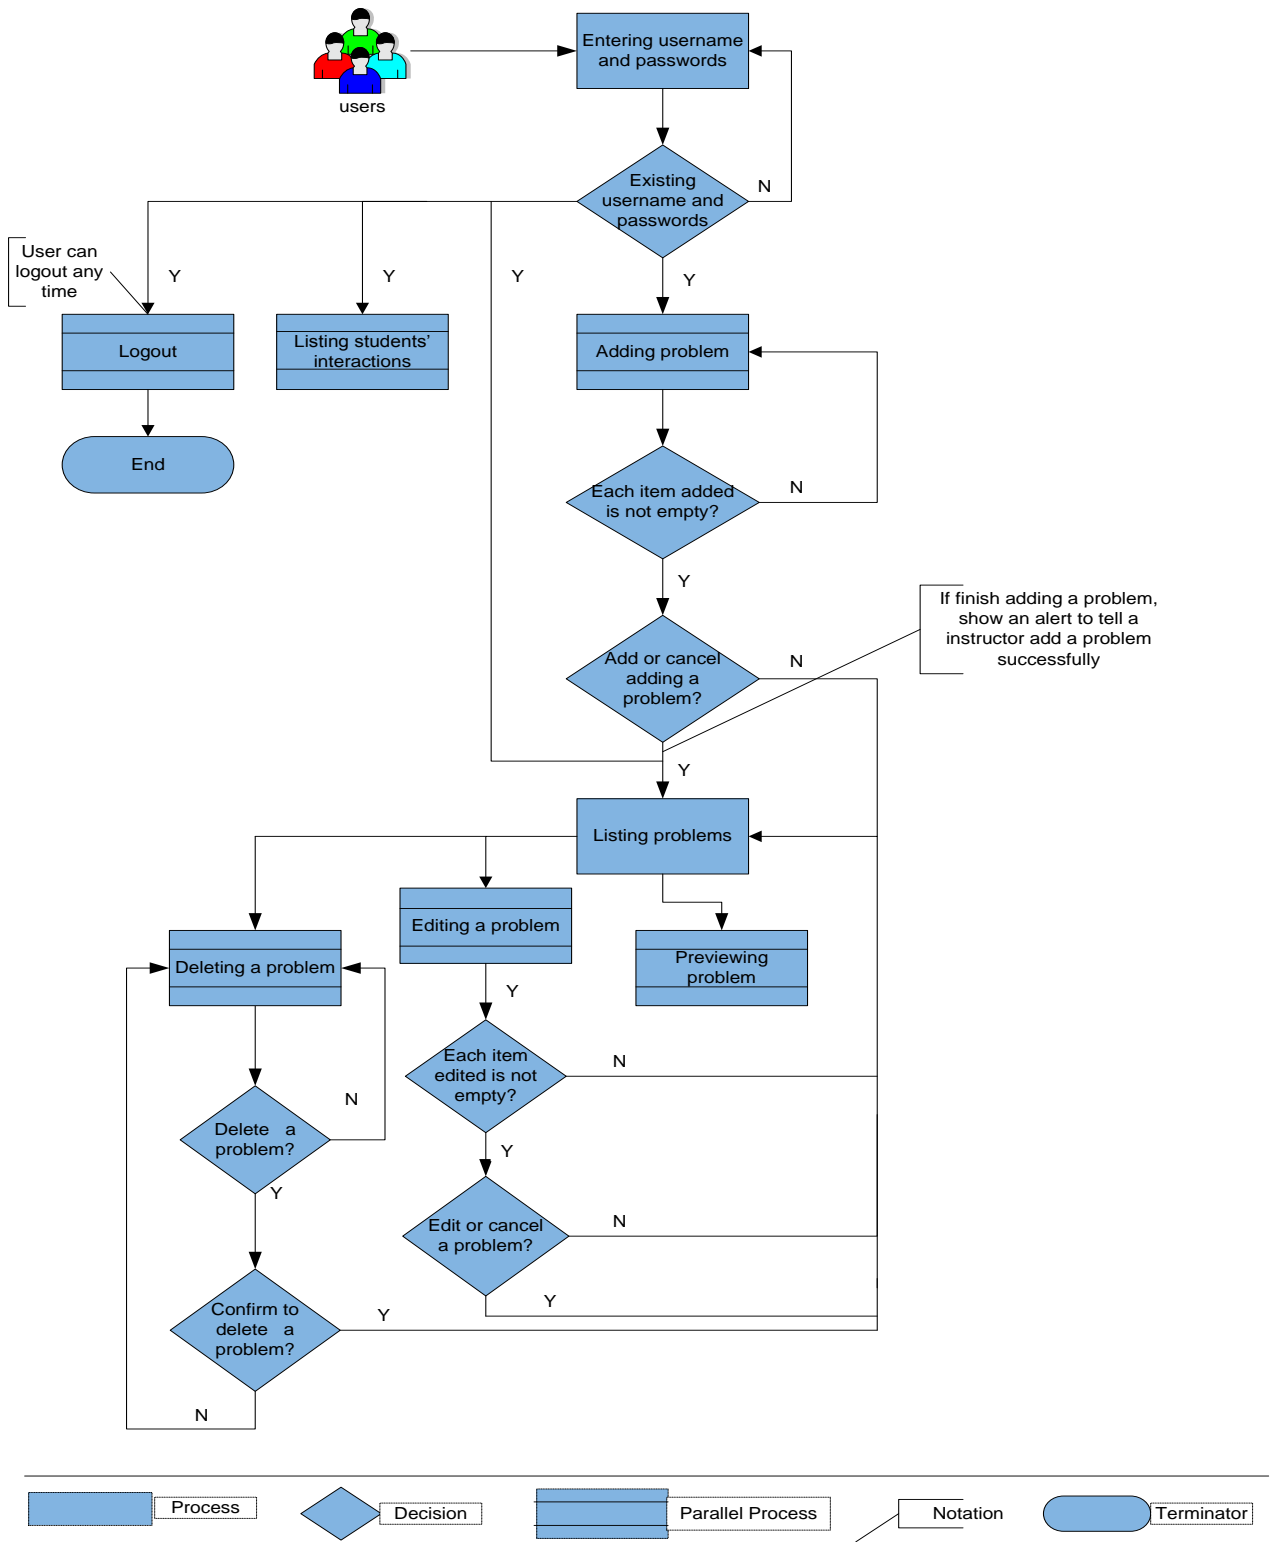 Entering username
and passwords
users
Existing
username and
passwords
N
User can
logout any
time
Y
Y
Y
Y
Logout
Listing students'
interactions
Adding problem
End
Each item added
is not empty?
N
Y
If finish adding a problem,
show an alert to tell a
instructor add a problem
successfully
Add or cancel
adding a
problem?
N
Y
Listing problems
Editing a problem
Deleting a problem
Previewing
problem
Y
Each item
edited is not
empty?
N
N
Delete a
problem?
Y
Y
Edit or cancel
a problem?
N
Y
Confirm to
delete a
problem?
Y
N
Process
Decision
Parallel Process
Notation
Terminator